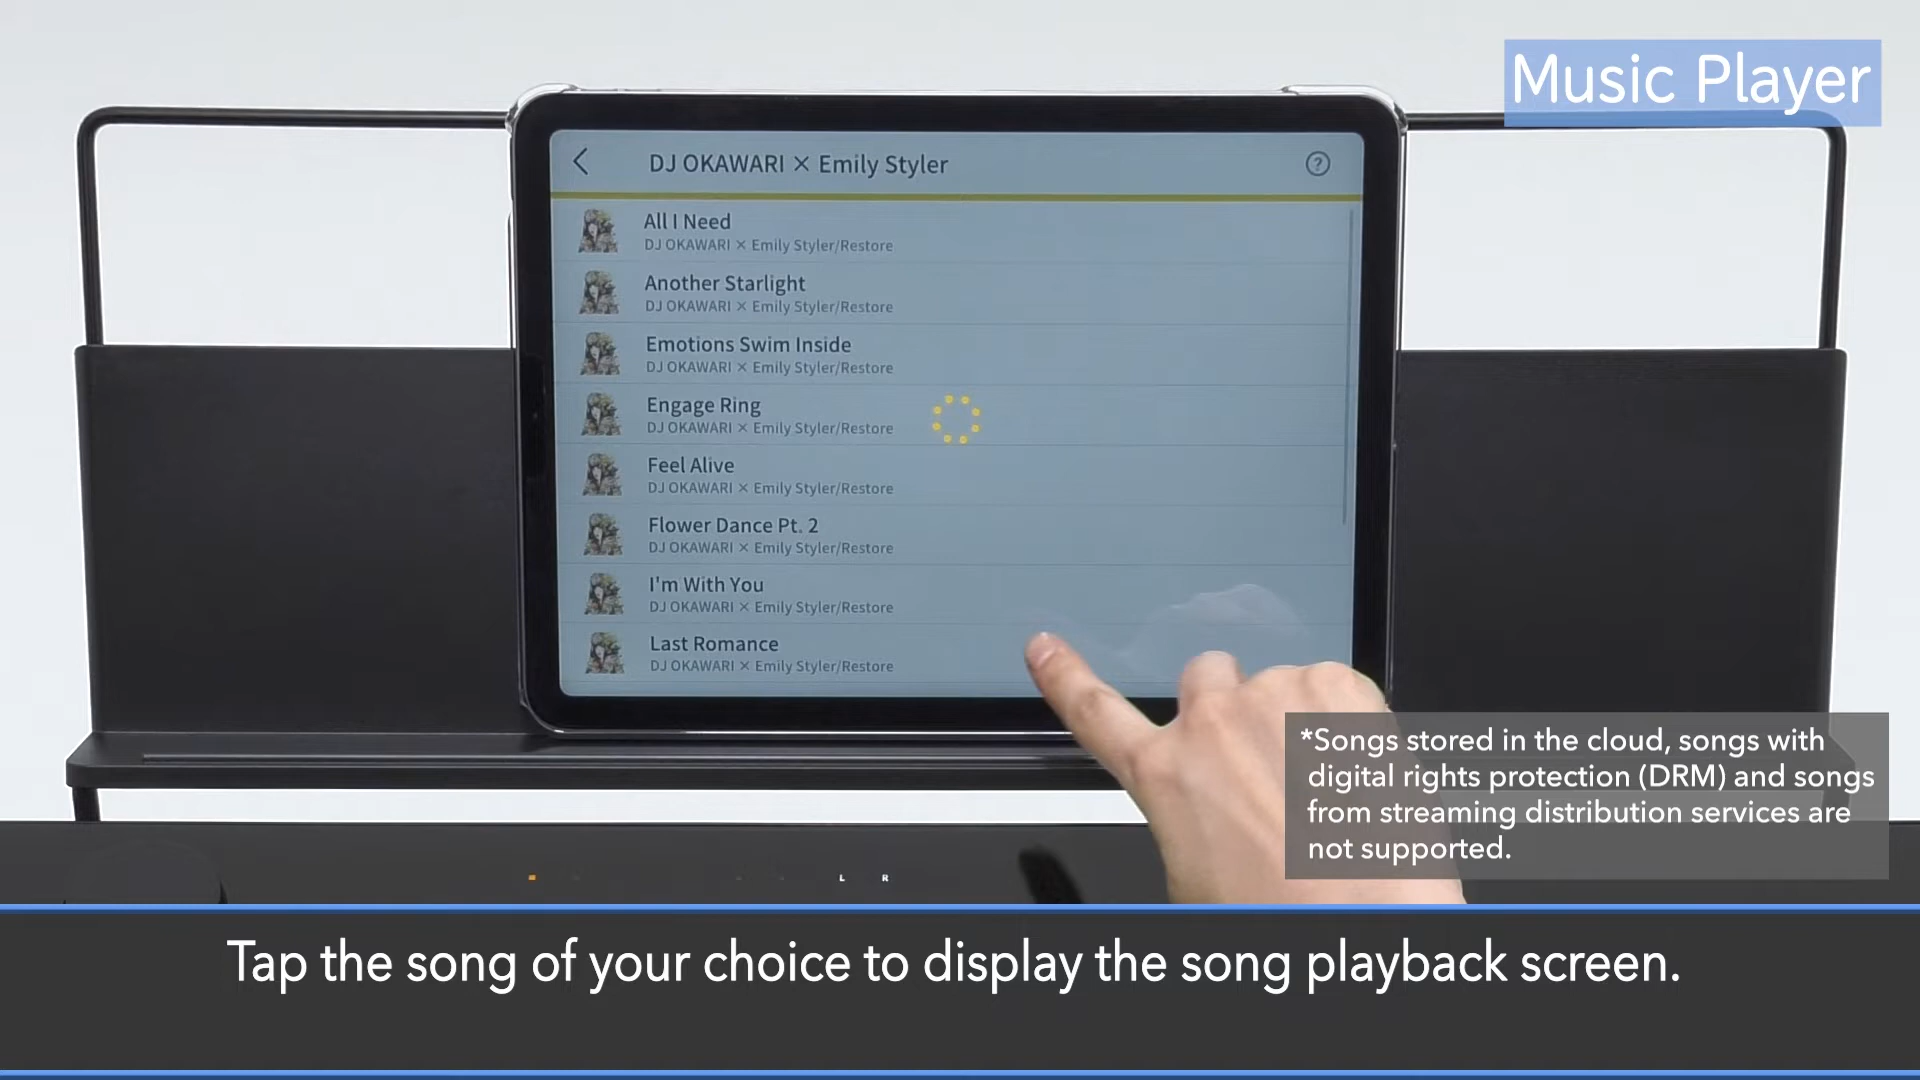 Music Player
DJ OKAWARI × Emily Styler
?
All I Need
DJ OKAWARI × Emily Styler/Restore
Another Starlight
DJ OKAWARI × Emily Styler/Restore
Emotions Swim Inside
DJ OKAWARI × Emily Styler/Restore
Engage Ring
DJ OKAWARI × Emily Styler/Restore
Feel Alive
DJ OKAWARI × Emily Styler/Restore
Flower Dance Pt. 2
DJ OKAWARI × Emily Styler/Restore
I'm With You
DJ OKAWARI × Emily Styler/Restore
Last Romance
DJ OKAWARI × Emily Styler/Restore
*Songs stored in the cloud, songs with
digital rights protection (DRM) and songs
from streaming distribution services are
not supported.
L R
Tap the song of your choice to display the song playback screen.